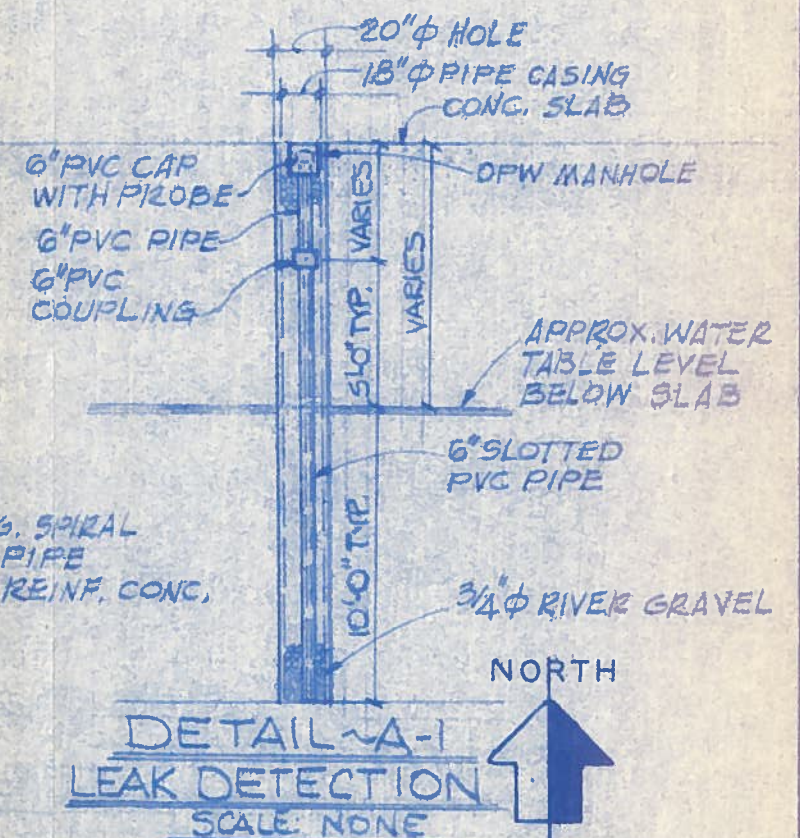 20"φ HOLE
18"φ PIPE CASING
CONC. SLAB
6" PVC CAP
WITH PROBE
OPW MANHOLE
6" PVC PIPE
6" PVC
COUPLING
VARIES
5'-0" TYP.
VARIES
APPROX. WATER
TABLE LEVEL
BELOW SLAB
6" SLOTTED
PVC PIPE
10'-0" TYP.
SPIRAL
PIPE
REINF. CONC.
3/4"φ RIVER GRAVEL
NORTH
DETAIL~A-1
LEAK DETECTION
SCALE: NONE